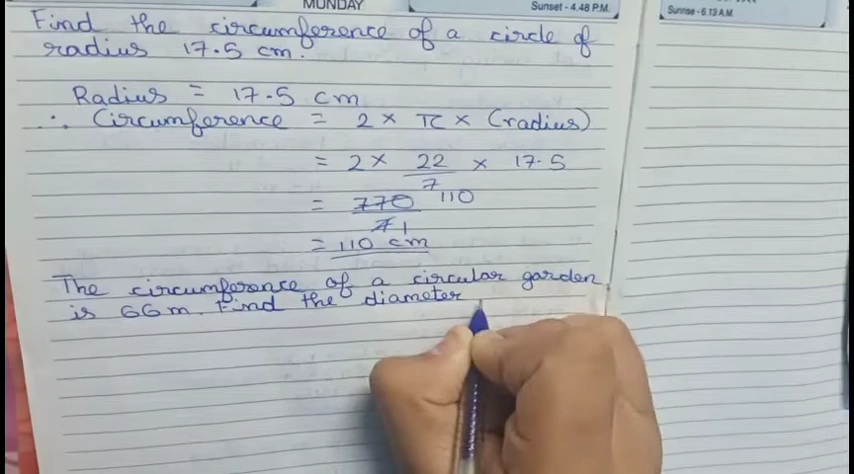 MONDAY
Sunset - 4.48 P.M.
Sunrise - 6.13 A.M.
Find the circumference of a circle of
radius 17.5 cm.
Radius = 17.5 cm
∴ Circumference = 2 × π × (radius)
= 2 × 22/7 × 17.5
= 770/7 110/1
= 110 cm
The circumference of a circular garden
is 66m. Find the diameter